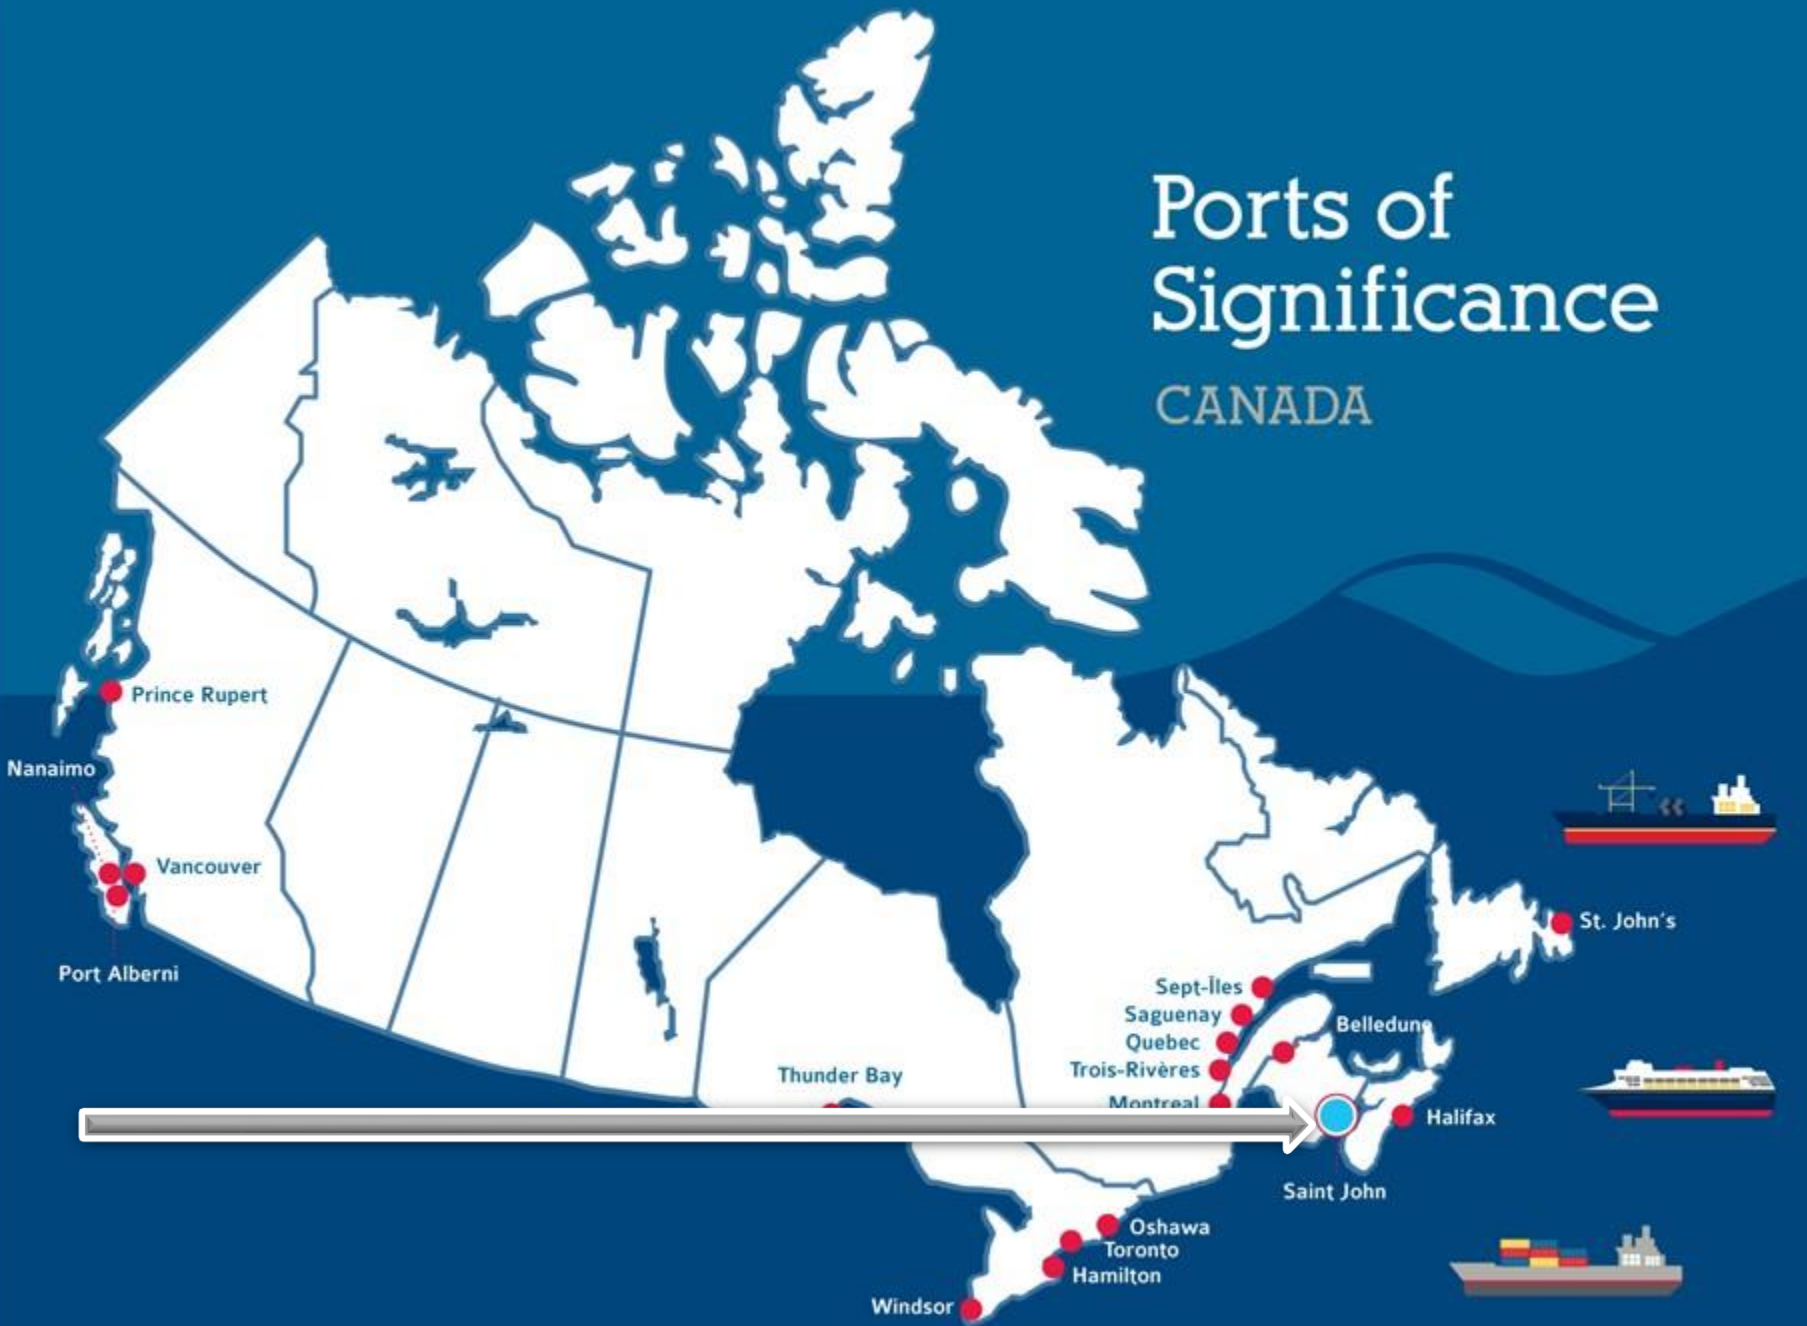 Ports of
Significance
CANADA
Prince Rupert
Nanaimo
Vancouver
Port Alberni
St. John's
Sept-Îles
Saguenay
Belledune
Quebec
Trois-Rivères
Thunder Bay
Montreal
Halifax
Saint John
Oshawa
Toronto
Hamilton
Windsor